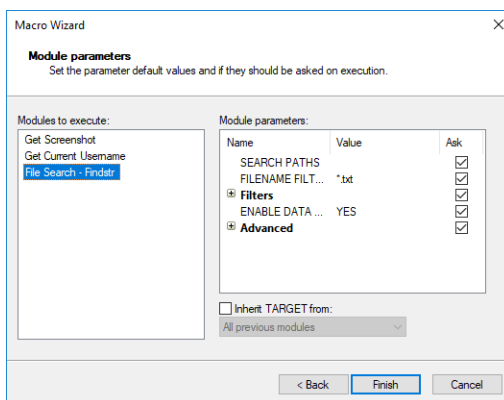 Macro Wizard
Module parameters
Set the parameter default values and if they should be asked on execution.
Modules to execute:
Get Screenshot
Get Current Username
File Search - Findstr
Module parameters:
Name Value Ask
SEARCH PATHS
FILENAME FILT... *.txt
Filters
ENABLE DATA ... YES
Advanced
Inherit TARGET from:
All previous modules
< Back Finish Cancel